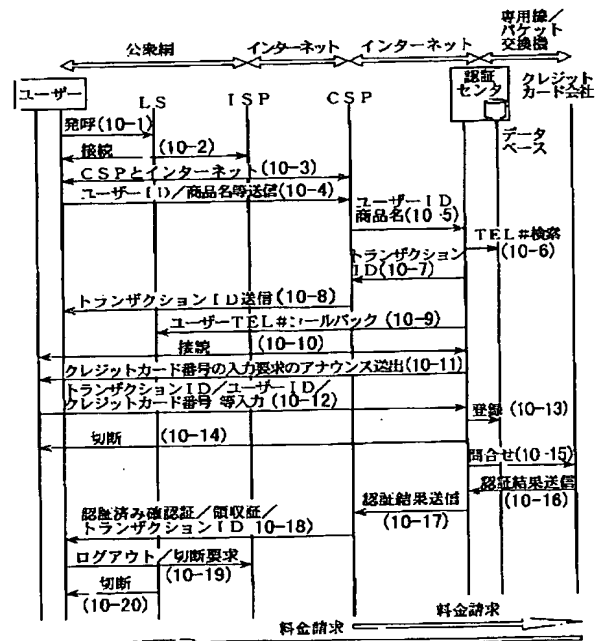 専用線／
パケット
交換機
公衆網
インターネット
インターネット
ユーザー
LS
ISP
CSP
認証
センタ
クレジット
カード会社
データ
ベース
発呼(10-1)
接続 (10-2)
CSPとインターネット(10-3)
ユーザーID／商品名等送信(10-4)
ユーザーID
商品名(10-5)
TEL#検索
(10-6)
トランザクション
ID(10-7)
トランザクションID送信(10-8)
ユーザーTEL#コールバック(10-9)
接続 (10-10)
クレジットカード番号の入力要求のアナウンス送出(10-11)
トランザクションID／ユーザーID／
クレジットカード番号 等入力(10-12)
登録(10-13)
切断 (10-14)
問合せ(10-15)
認証結果送信
(10-16)
認証結果送信
(10-17)
認証済み確認証／領収証／
トランザクションID 10-18)
ログアウト／切断要求
(10-19)
切断
(10-20)
料金請求
料金請求